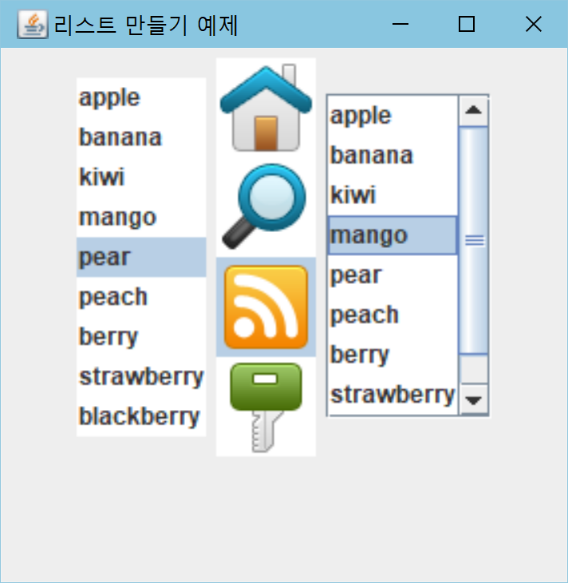 리스트 만들기 예제
apple
banana
kiwi
mango
pear
peach
berry
strawberry
blackberry
apple
banana
kiwi
mango
pear
peach
berry
strawberry